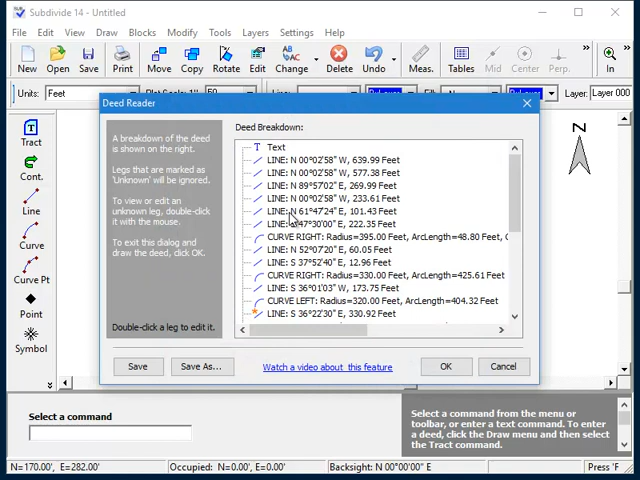 Subdivide 14 - Untitled
File Edit View Draw Blocks Modify Tools Layers Settings Help
New Open Save Print Move Copy Rotate Edit Change Delete Undo Meas. Tables Mid Center Perp. In
Units: Feet Plot Scale: 1" 50 Layer: Layer 000
Deed Reader
A breakdown of the deed is shown on the right.
Legs that are marked as 'Unknown' will be ignored.
To view or edit an unknown leg, double-click it with the mouse.
To exit this dialog and draw the deed, click OK.
Double-click a leg to edit it.
Deed Breakdown:
T Text
LINE: N 00°02'58" W, 639.99 Feet
LINE: N 00°02'58" W, 577.38 Feet
LINE: N 89°57'02" E, 269.99 Feet
LINE: N 00°02'58" W, 233.61 Feet
LINE: N 61°47'24" E, 101.43 Feet
LINE: 47°30'00" E, 222.35 Feet
CURVE RIGHT: Radius=395.00 Feet, ArcLength=48.80 Feet, C
LINE: N 52°07'20" E, 60.05 Feet
LINE: S 37°52'40" E, 12.96 Feet
CURVE RIGHT: Radius=330.00 Feet, ArcLength=425.61 Feet,
LINE: S 36°01'03" W, 173.75 Feet
CURVE LEFT: Radius=320.00 Feet, ArcLength=404.32 Feet,
LINE: S 36°22'30" E, 330.92 Feet
Save
Save As...
Watch a video about this feature
OK
Cancel
Tract
Cont.
Line
Curve
Curve Pt
Point
Symbol
N
Select a command
Select a command from the menu or
toolbar, or enter a text command. To enter
a deed, click the Draw menu and then select
the Tract command.
N=170.00', E=282.00' Occupied: N=0.00', E=0.00' Backsight: N 00°00'00" E